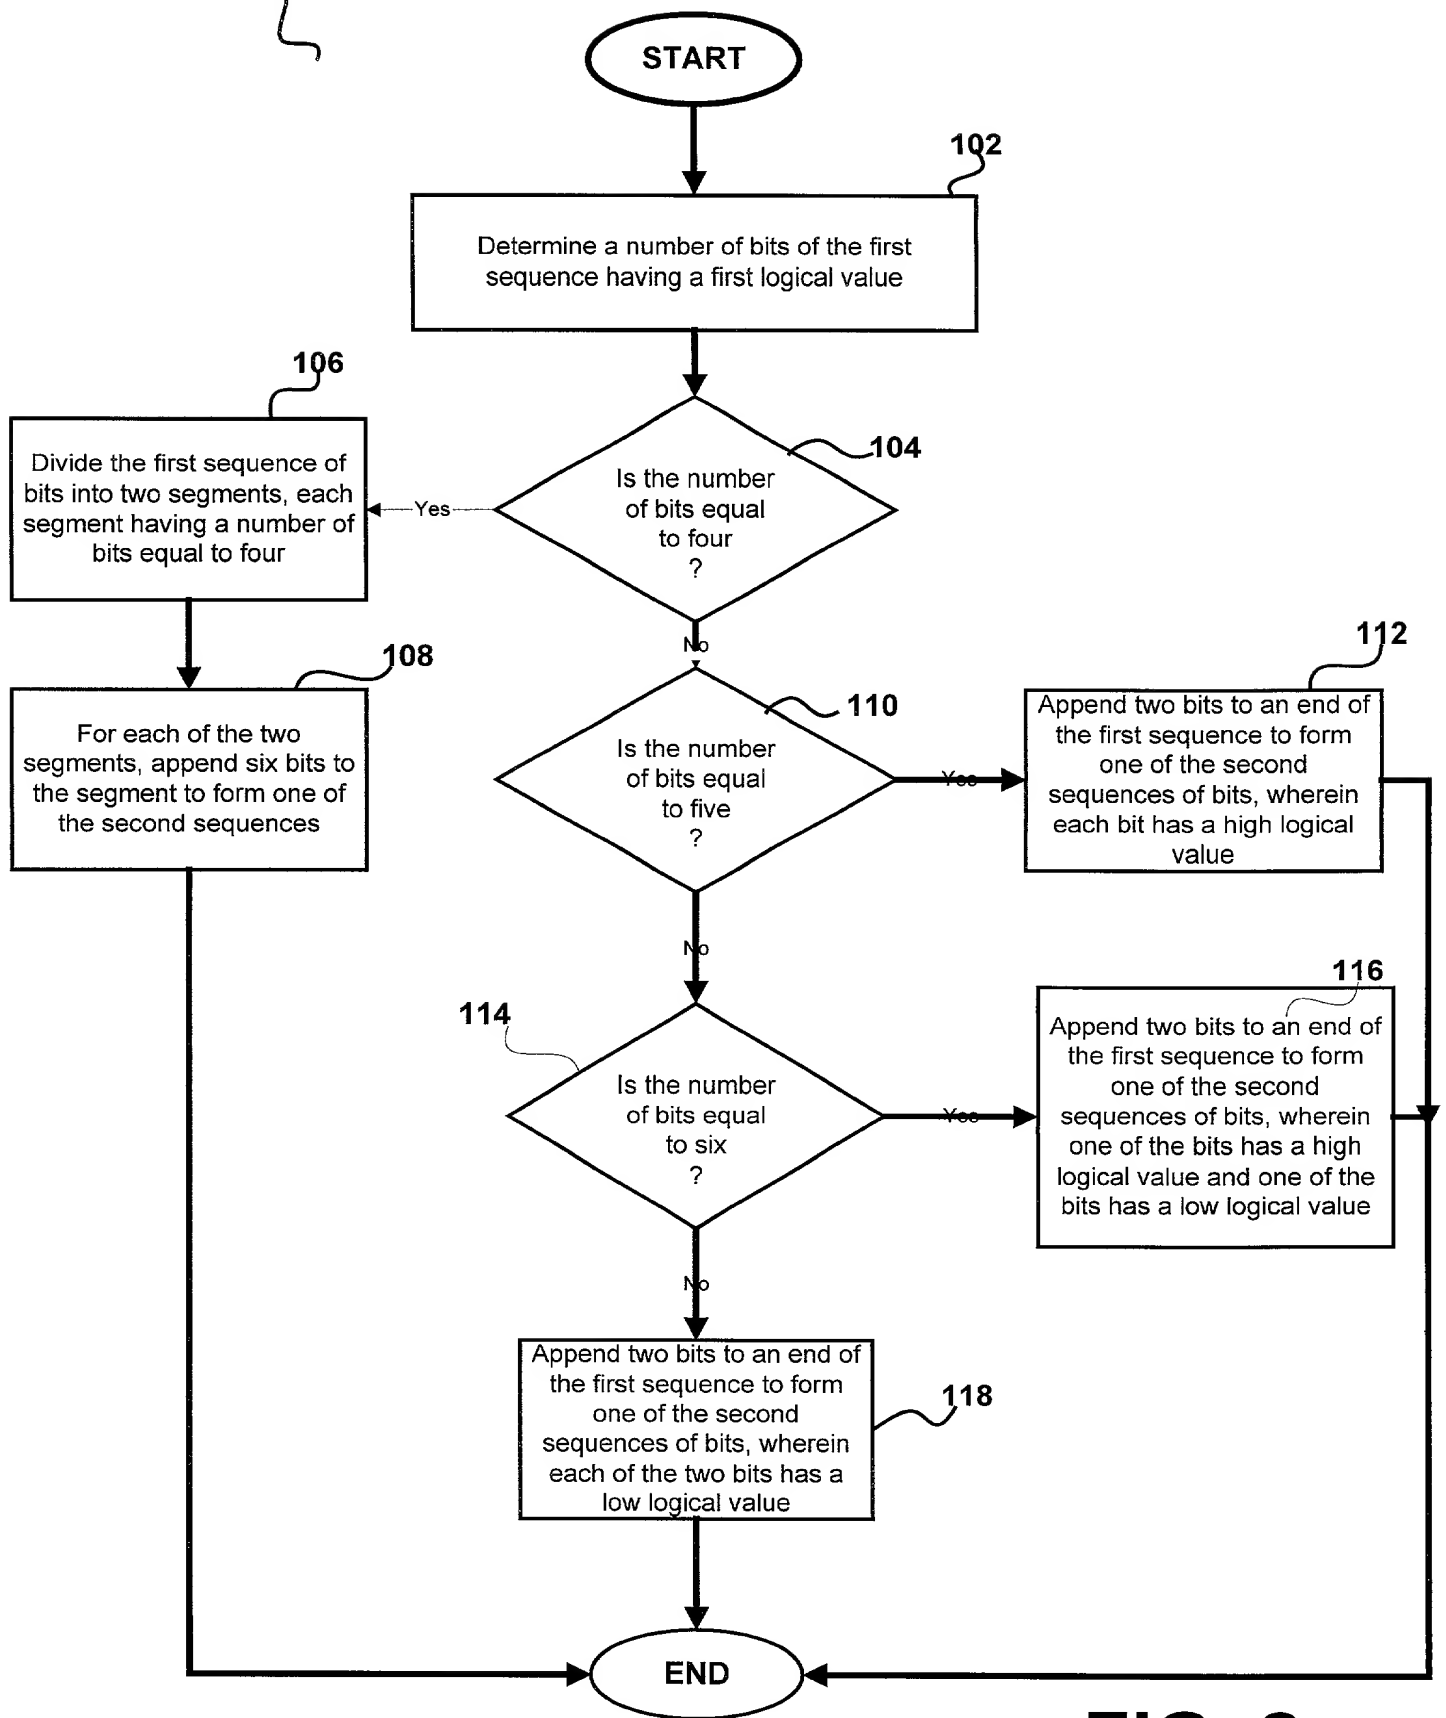 START
102
Determine a number of bits of the first
sequence having a first logical value
106
Divide the first sequence of
bits into two segments, each
segment having a number of
bits equal to four
104
Is the number
of bits equal
to four
?
Yes
No
108
For each of the two
segments, append six bits to
the segment to form one of
the second sequences
110
Is the number
of bits equal
to five
?
Yes
112
Append two bits to an end of
the first sequence to form
one of the second
sequences of bits, wherein
each bit has a high logical
value
No
114
Is the number
of bits equal
to six
?
Yes
116
Append two bits to an end of
the first sequence to form
one of the second
sequences of bits, wherein
one of the bits has a high
logical value and one of the
bits has a low logical value
No
118
Append two bits to an end of
the first sequence to form
one of the second
sequences of bits, wherein
each of the two bits has a
low logical value
END